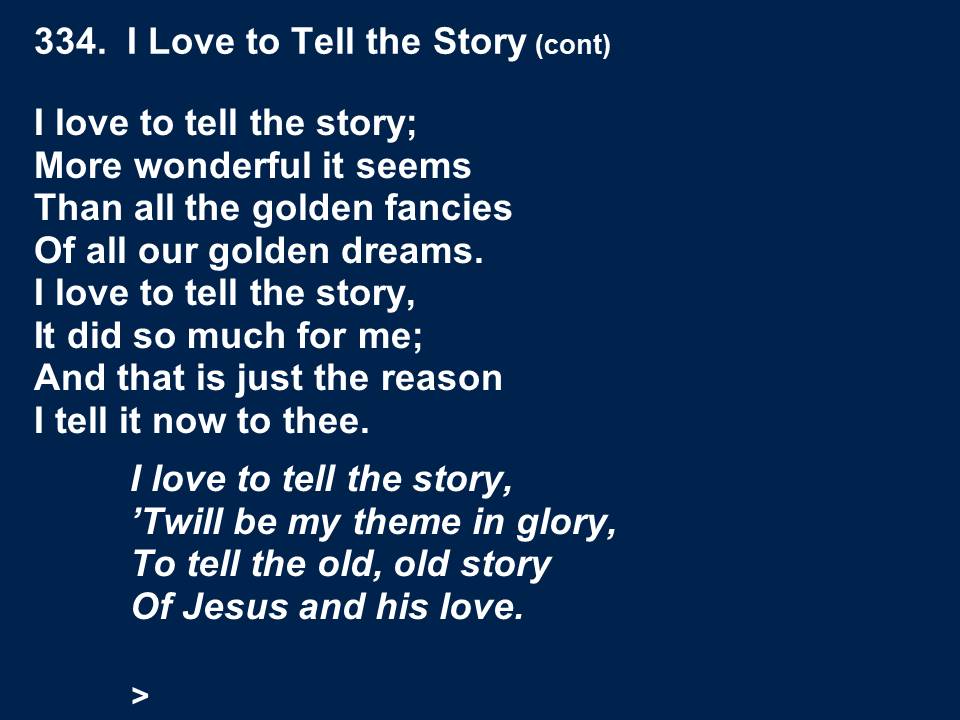 334. I Love to Tell the Story (cont)
I love to tell the story;
More wonderful it seems
Than all the golden fancies
Of all our golden dreams.
I love to tell the story,
It did so much for me;
And that is just the reason
I tell it now to thee.
I love to tell the story,
’Twill be my theme in glory,
To tell the old, old story
Of Jesus and his love.
>